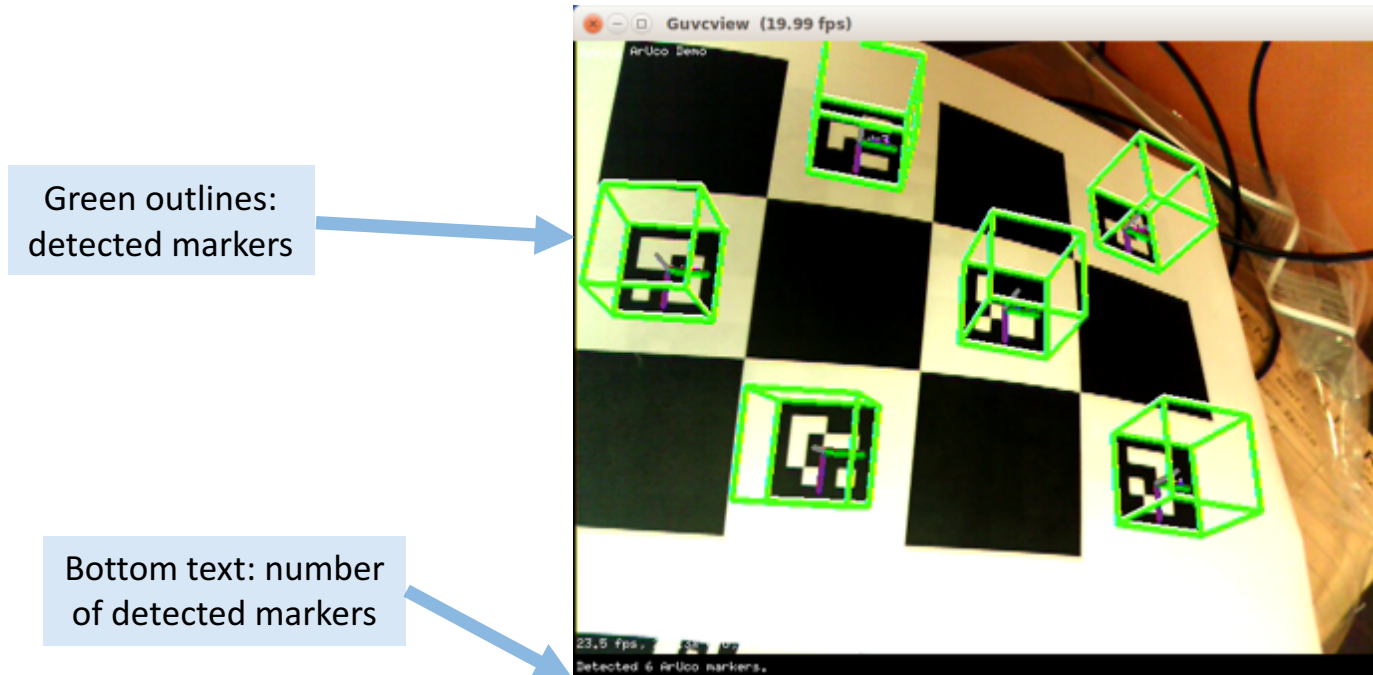 Guvcview (19.99 fps)
ArUco Demo
Green outlines:
detected markers
Bottom text: number
of detected markers
23.5 fps,
Detected 6 ArUco markers.